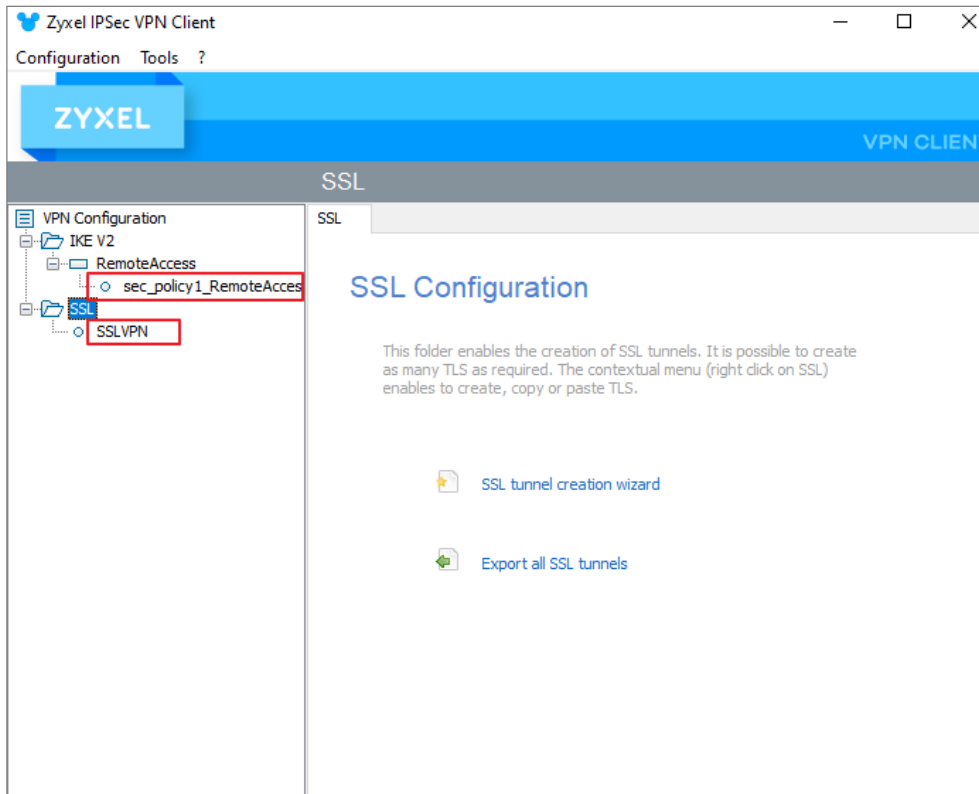 Zyxel IPSec VPN Client
Configuration Tools ?
ZYXEL
VPN CLIEN
SSL
VPN Configuration
IKE V2
RemoteAccess
sec_policy1_RemoteAcces
SSL
SSLVPN
SSL
SSL Configuration
This folder enables the creation of SSL tunnels. It is possible to create
as many TLS as required. The contextual menu (right click on SSL)
enables to create, copy or paste TLS.
SSL tunnel creation wizard
Export all SSL tunnels